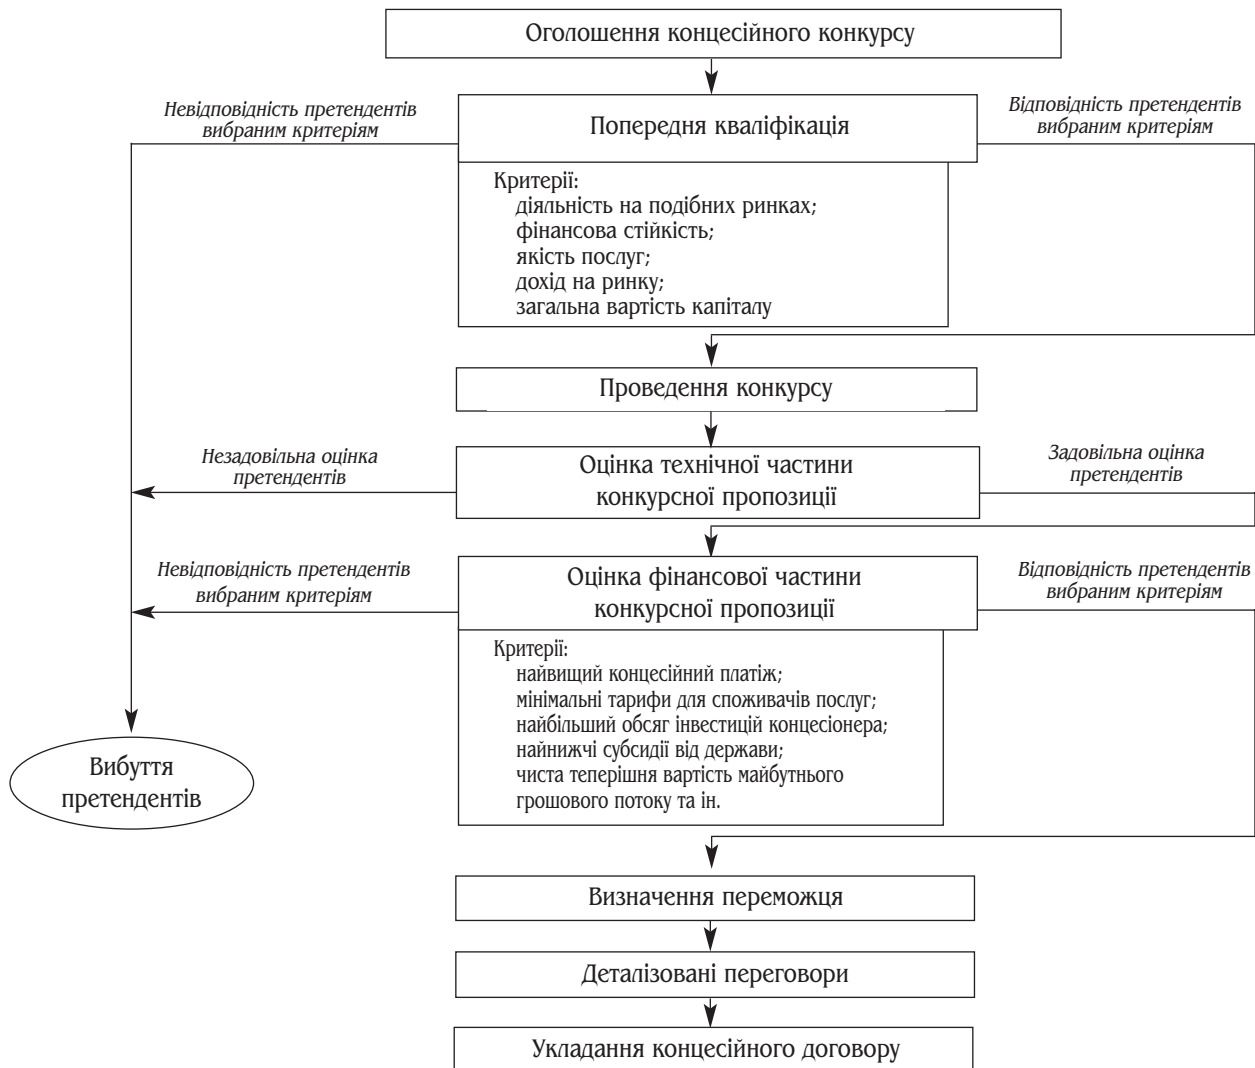 Оголошення концесійного конкурсу
Невідповідність претендентів
вибраним критеріям
Попередня кваліфікація
Відповідність претендентів
вибраним критеріям
Критерії:
діяльність на подібних ринках;
фінансова стійкість;
якість послуг;
дохід на ринку;
загальна вартість капіталу
Проведення конкурсу
Незадовільна оцінка
претендентів
Оцінка технічної частини
конкурсної пропозиції
Задовільна оцінка
претендентів
Невідповідність претендентів
вибраним критеріям
Оцінка фінансової частини
конкурсної пропозиції
Відповідність претендентів
вибраним критеріям
Критерії:
найвищий концесійний платіж;
мінімальні тарифи для споживачів послуг;
найбільший обсяг інвестицій концесіонера;
найнижчі субсидії від держави;
чиста теперішня вартість майбутнього
грошового потоку та ін.
Вибуття
претендентів
Визначення переможця
Деталізовані переговори
Укладання концесійного договору